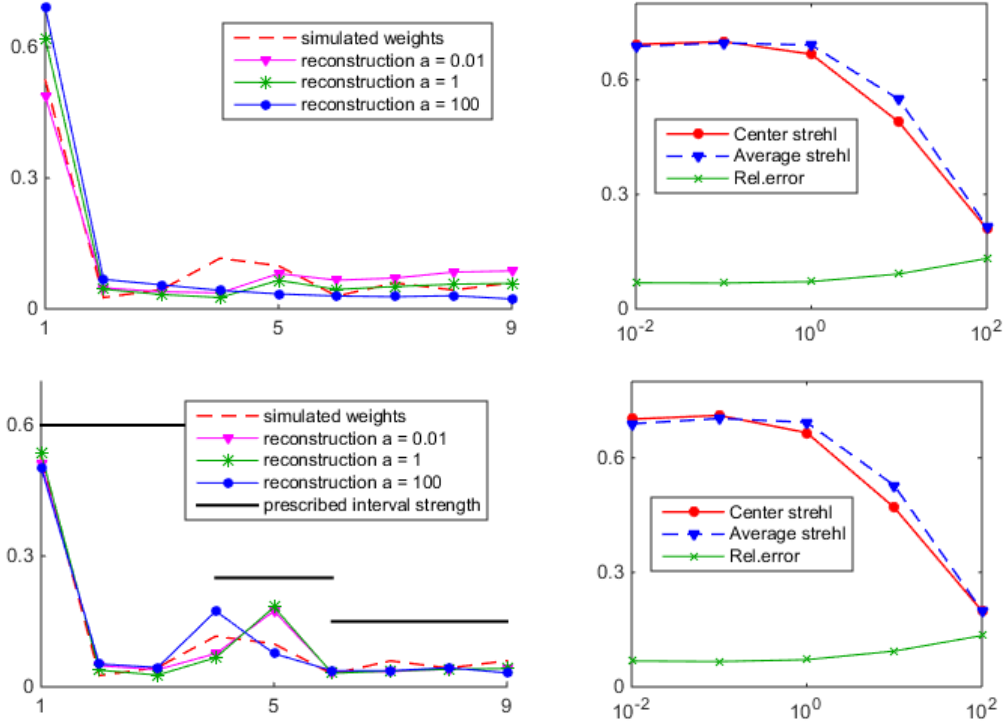 0.6
0.3
0
1
5
9
simulated weights
reconstruction a = 0.01
reconstruction a = 1
reconstruction a = 100
0.6
0.3
0
10^-2
10^0
10^2
Center strehl
Average strehl
Rel.error
0.6
0.3
0
1
5
9
simulated weights
reconstruction a = 0.01
reconstruction a = 1
reconstruction a = 100
prescribed interval strength
0.6
0.3
0
10^-2
10^0
10^2
Center strehl
Average strehl
Rel.error